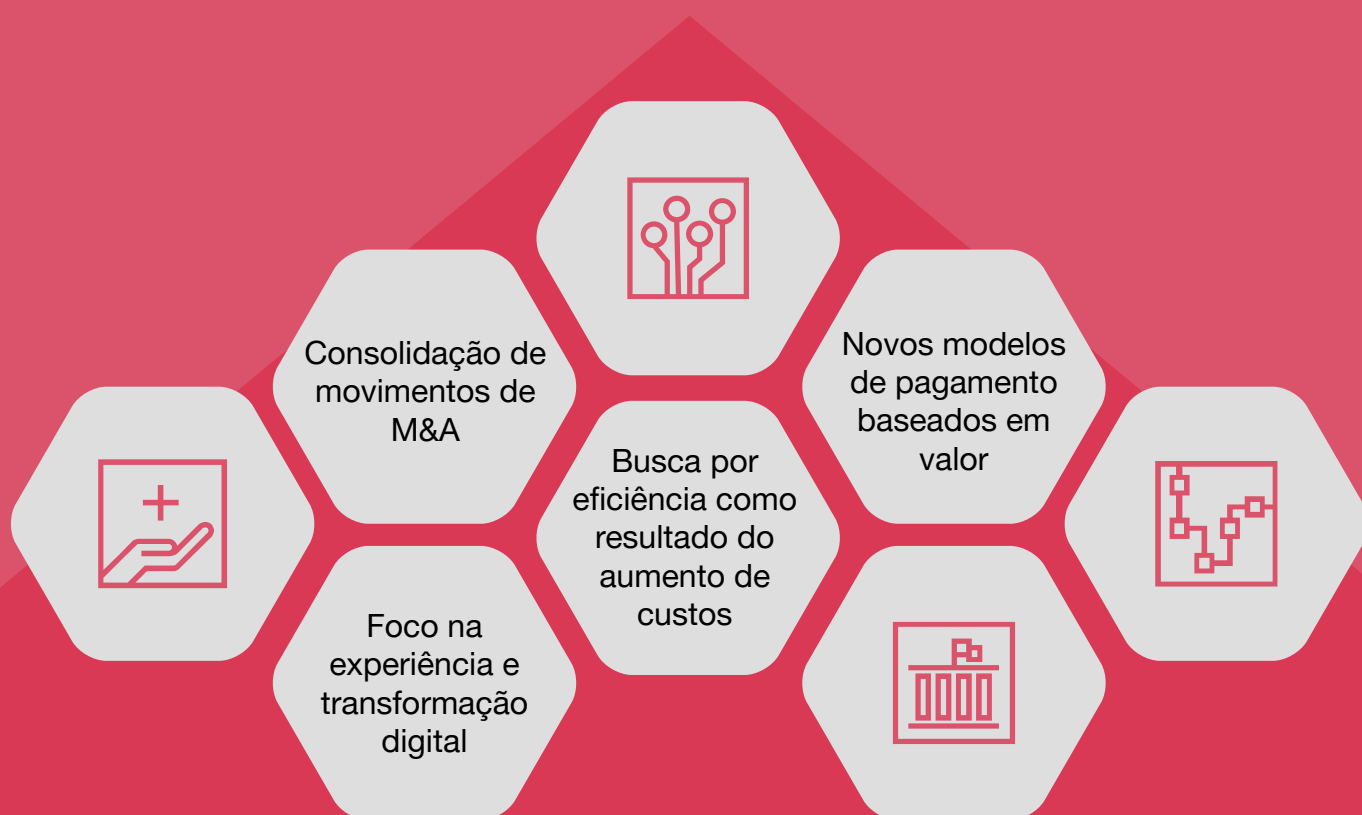 Consolidação de
movimentos de
M&A
Novos modelos
de pagamento
baseados em
valor
Busca por
eficiência como
resultado do
aumento de
custos
Foco na
experiência e
transformação
digital